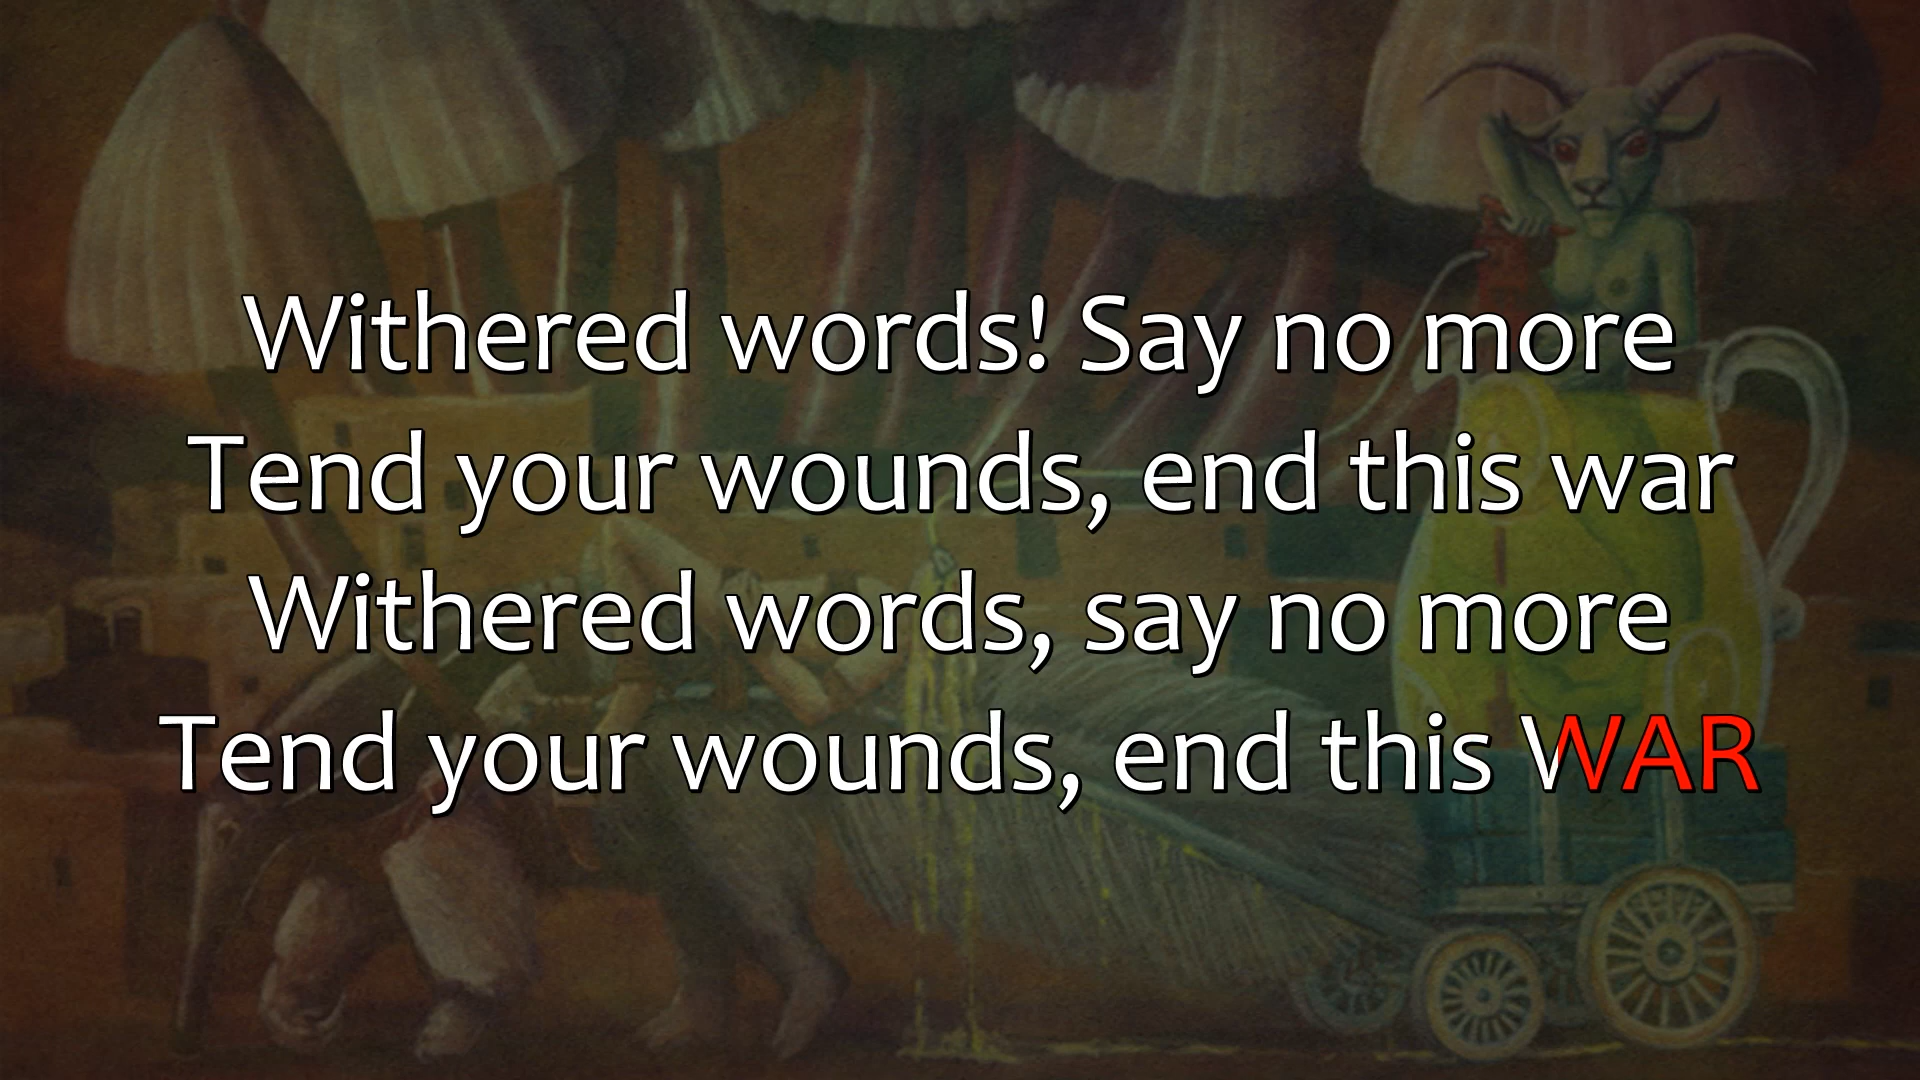 Withered words! Say no more
Tend your wounds, end this war
Withered words, say no more
Tend your wounds, end this WAR